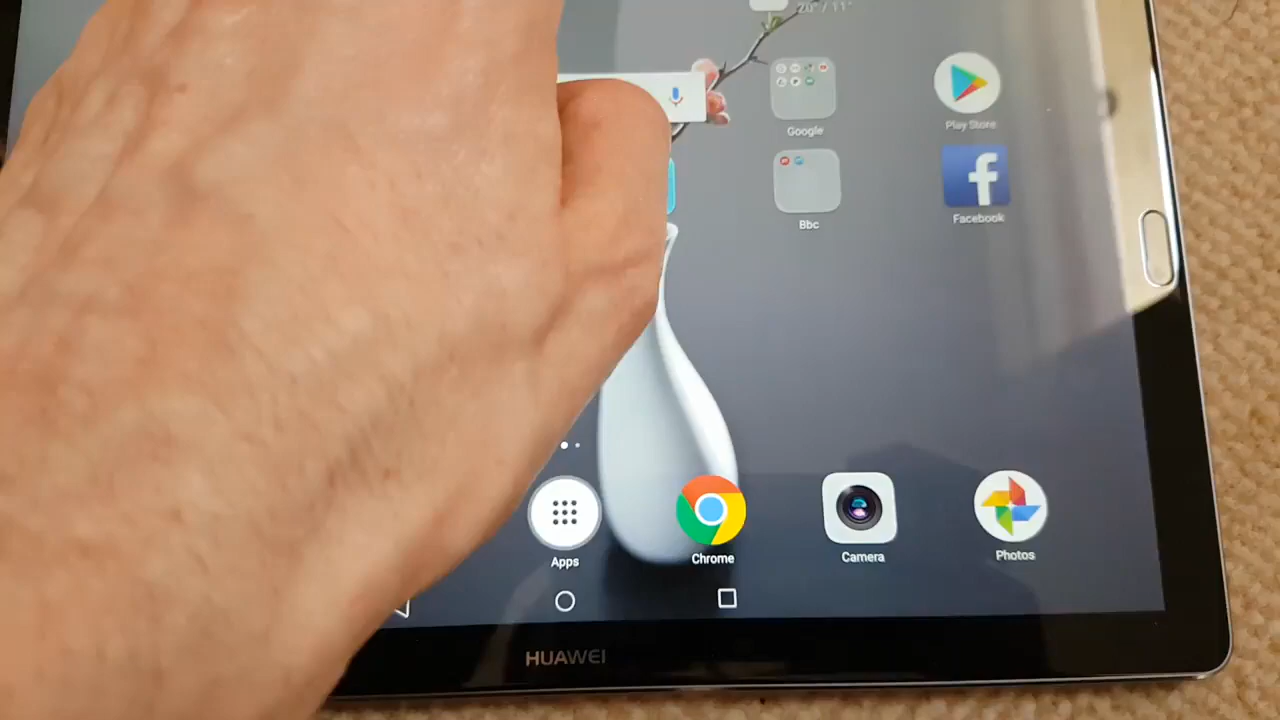 20° / 11°
Google
Play Store
Bbc
Facebook
Apps
Chrome
Camera
Photos
HUAWEI